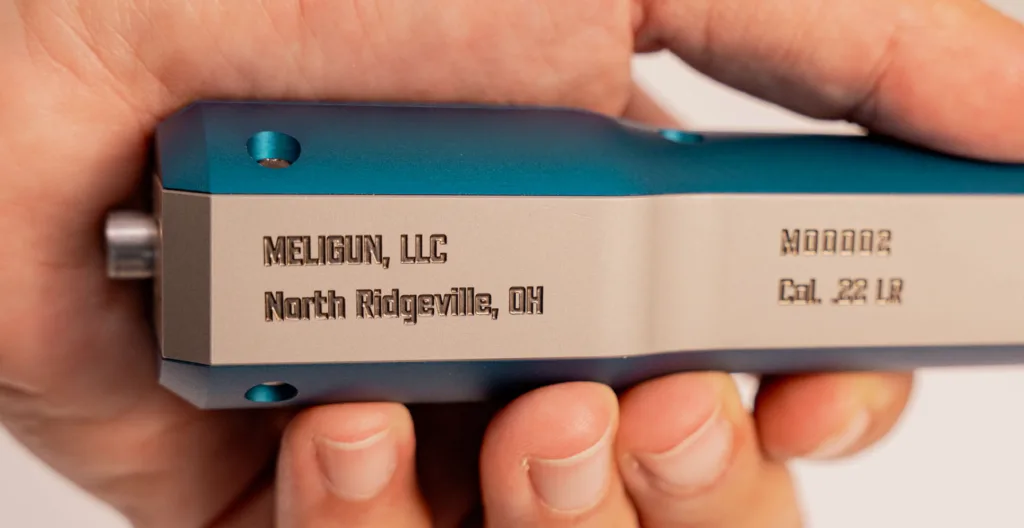 MELIGUN, LLC
North Ridgeville, OH
M00002
Cal. .22 LR